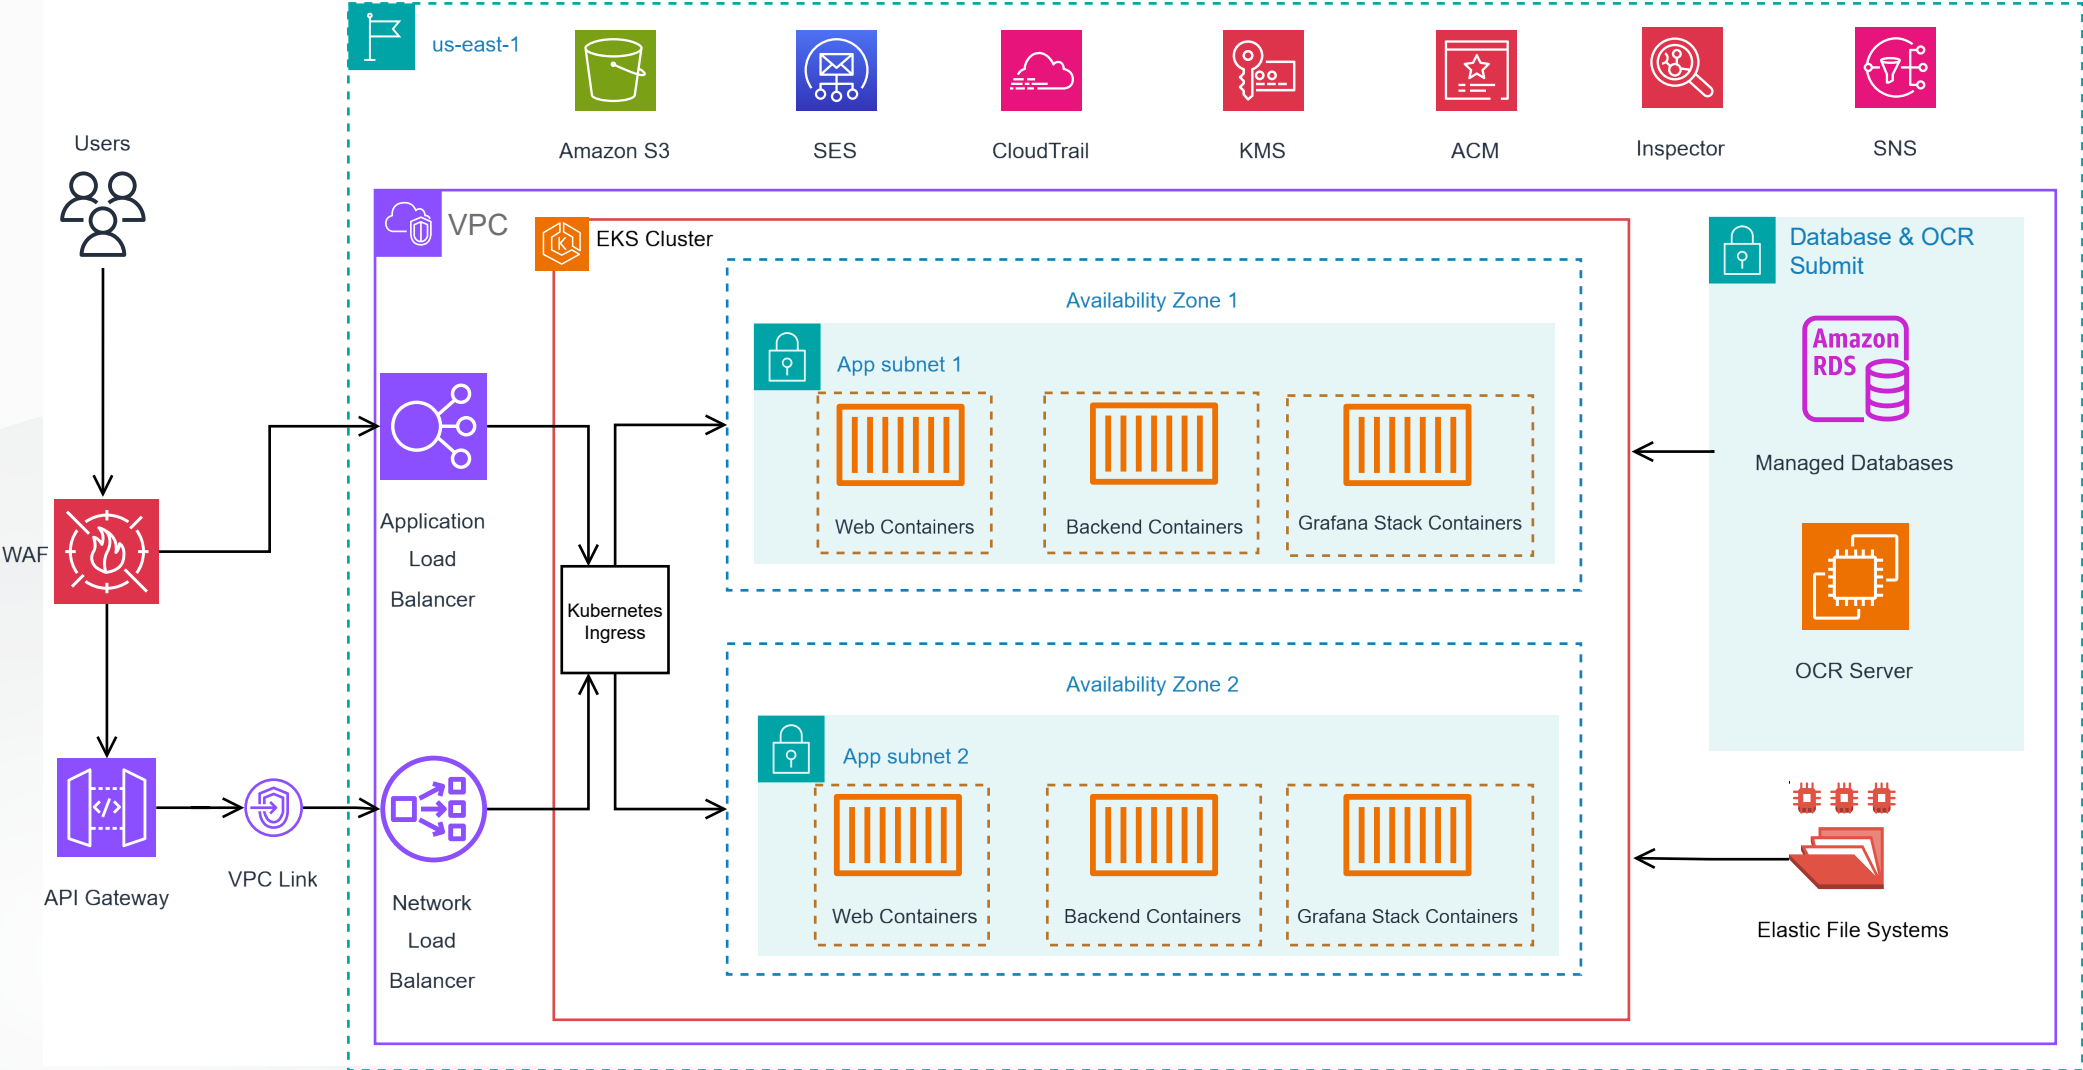 us-east-1
Amazon S3
SES
CloudTrail
KMS
ACM
Inspector
SNS
Users
WAF
API Gateway
VPC Link
VPC
Application
Load
Balancer
Network
Load
Balancer
EKS Cluster
Kubernetes
Ingress
Availability Zone 1
App subnet 1
Web Containers
Backend Containers
Grafana Stack Containers
Availability Zone 2
App subnet 2
Web Containers
Backend Containers
Grafana Stack Containers
Database & OCR
Submit
Amazon
RDS
Managed Databases
OCR Server
Elastic File Systems